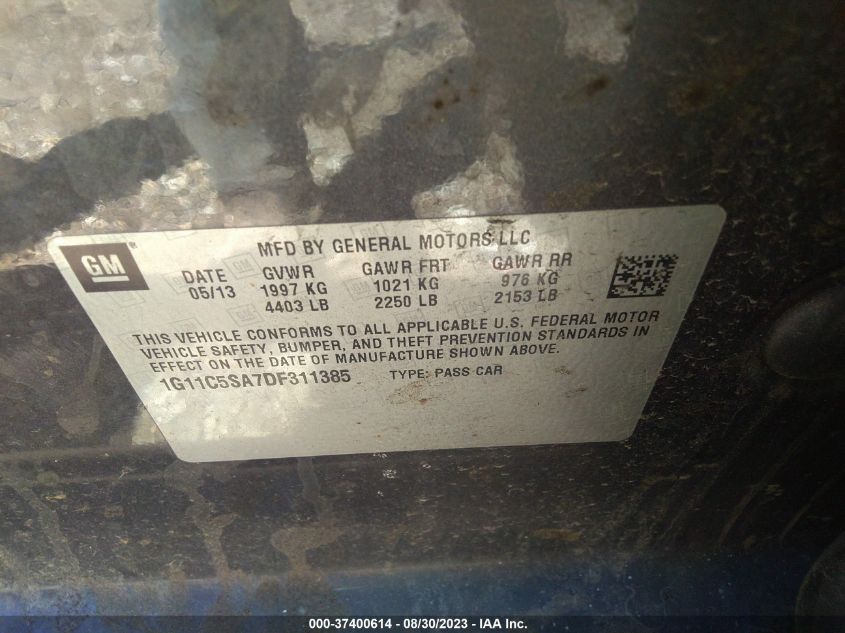 GM
MFD BY GENERAL MOTORS LLC
DATE GVWR GAWR FRT GAWR RR
05/13 1997 KG 1021 KG 976 KG
4403 LB 2250 LB 2153 LB
THIS VEHICLE CONFORMS TO ALL APPLICABLE U.S. FEDERAL MOTOR
VEHICLE SAFETY, BUMPER, AND THEFT PREVENTION STANDARDS IN
EFFECT ON THE DATE OF MANUFACTURE SHOWN ABOVE.
1G11C5SA7DF311385 TYPE: PASS CAR
000-37400614 - 08/30/2023 - IAA Inc.